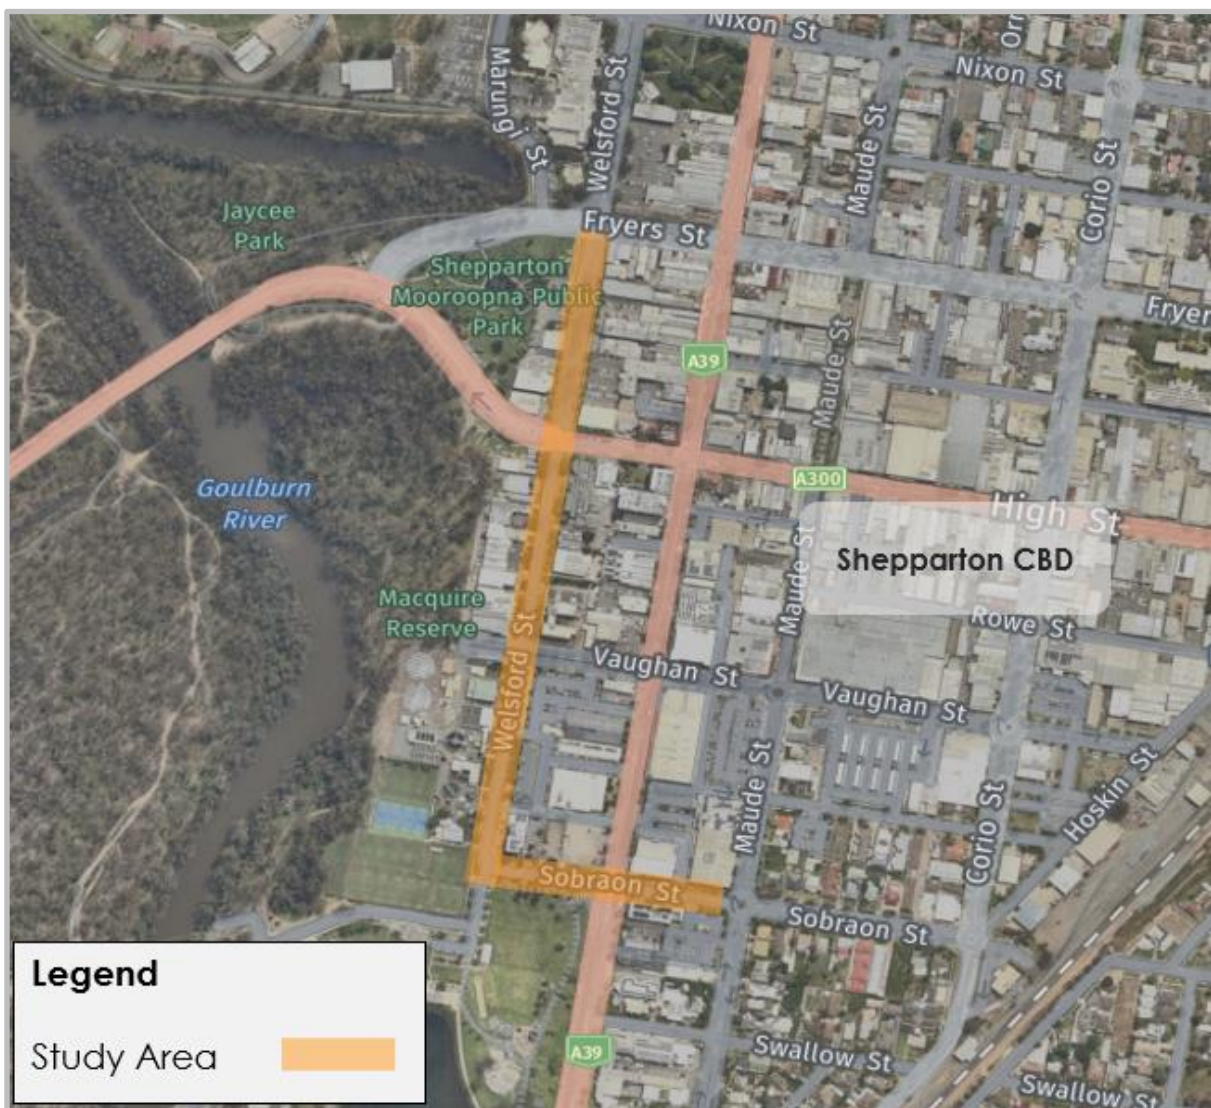 Nixon St
Nixon St
Orr
Marungi St
Welsford St
Maude St
Corio St
Jaycee
Park
Fryers St
Shepparton
Mooroopna Public
Park
Fryer
A39
Maude St
Goulburn
River
A300
High St
Shepparton CBD
Maude St
Macquire
Reserve
Rowe St
Welsford St
Vaughan St
Vaughan St
Maude St
Hoskin St
Corio St
Sobraon St
Sobraon St
Legend
Study Area
A39
Swallow St
Swallow St